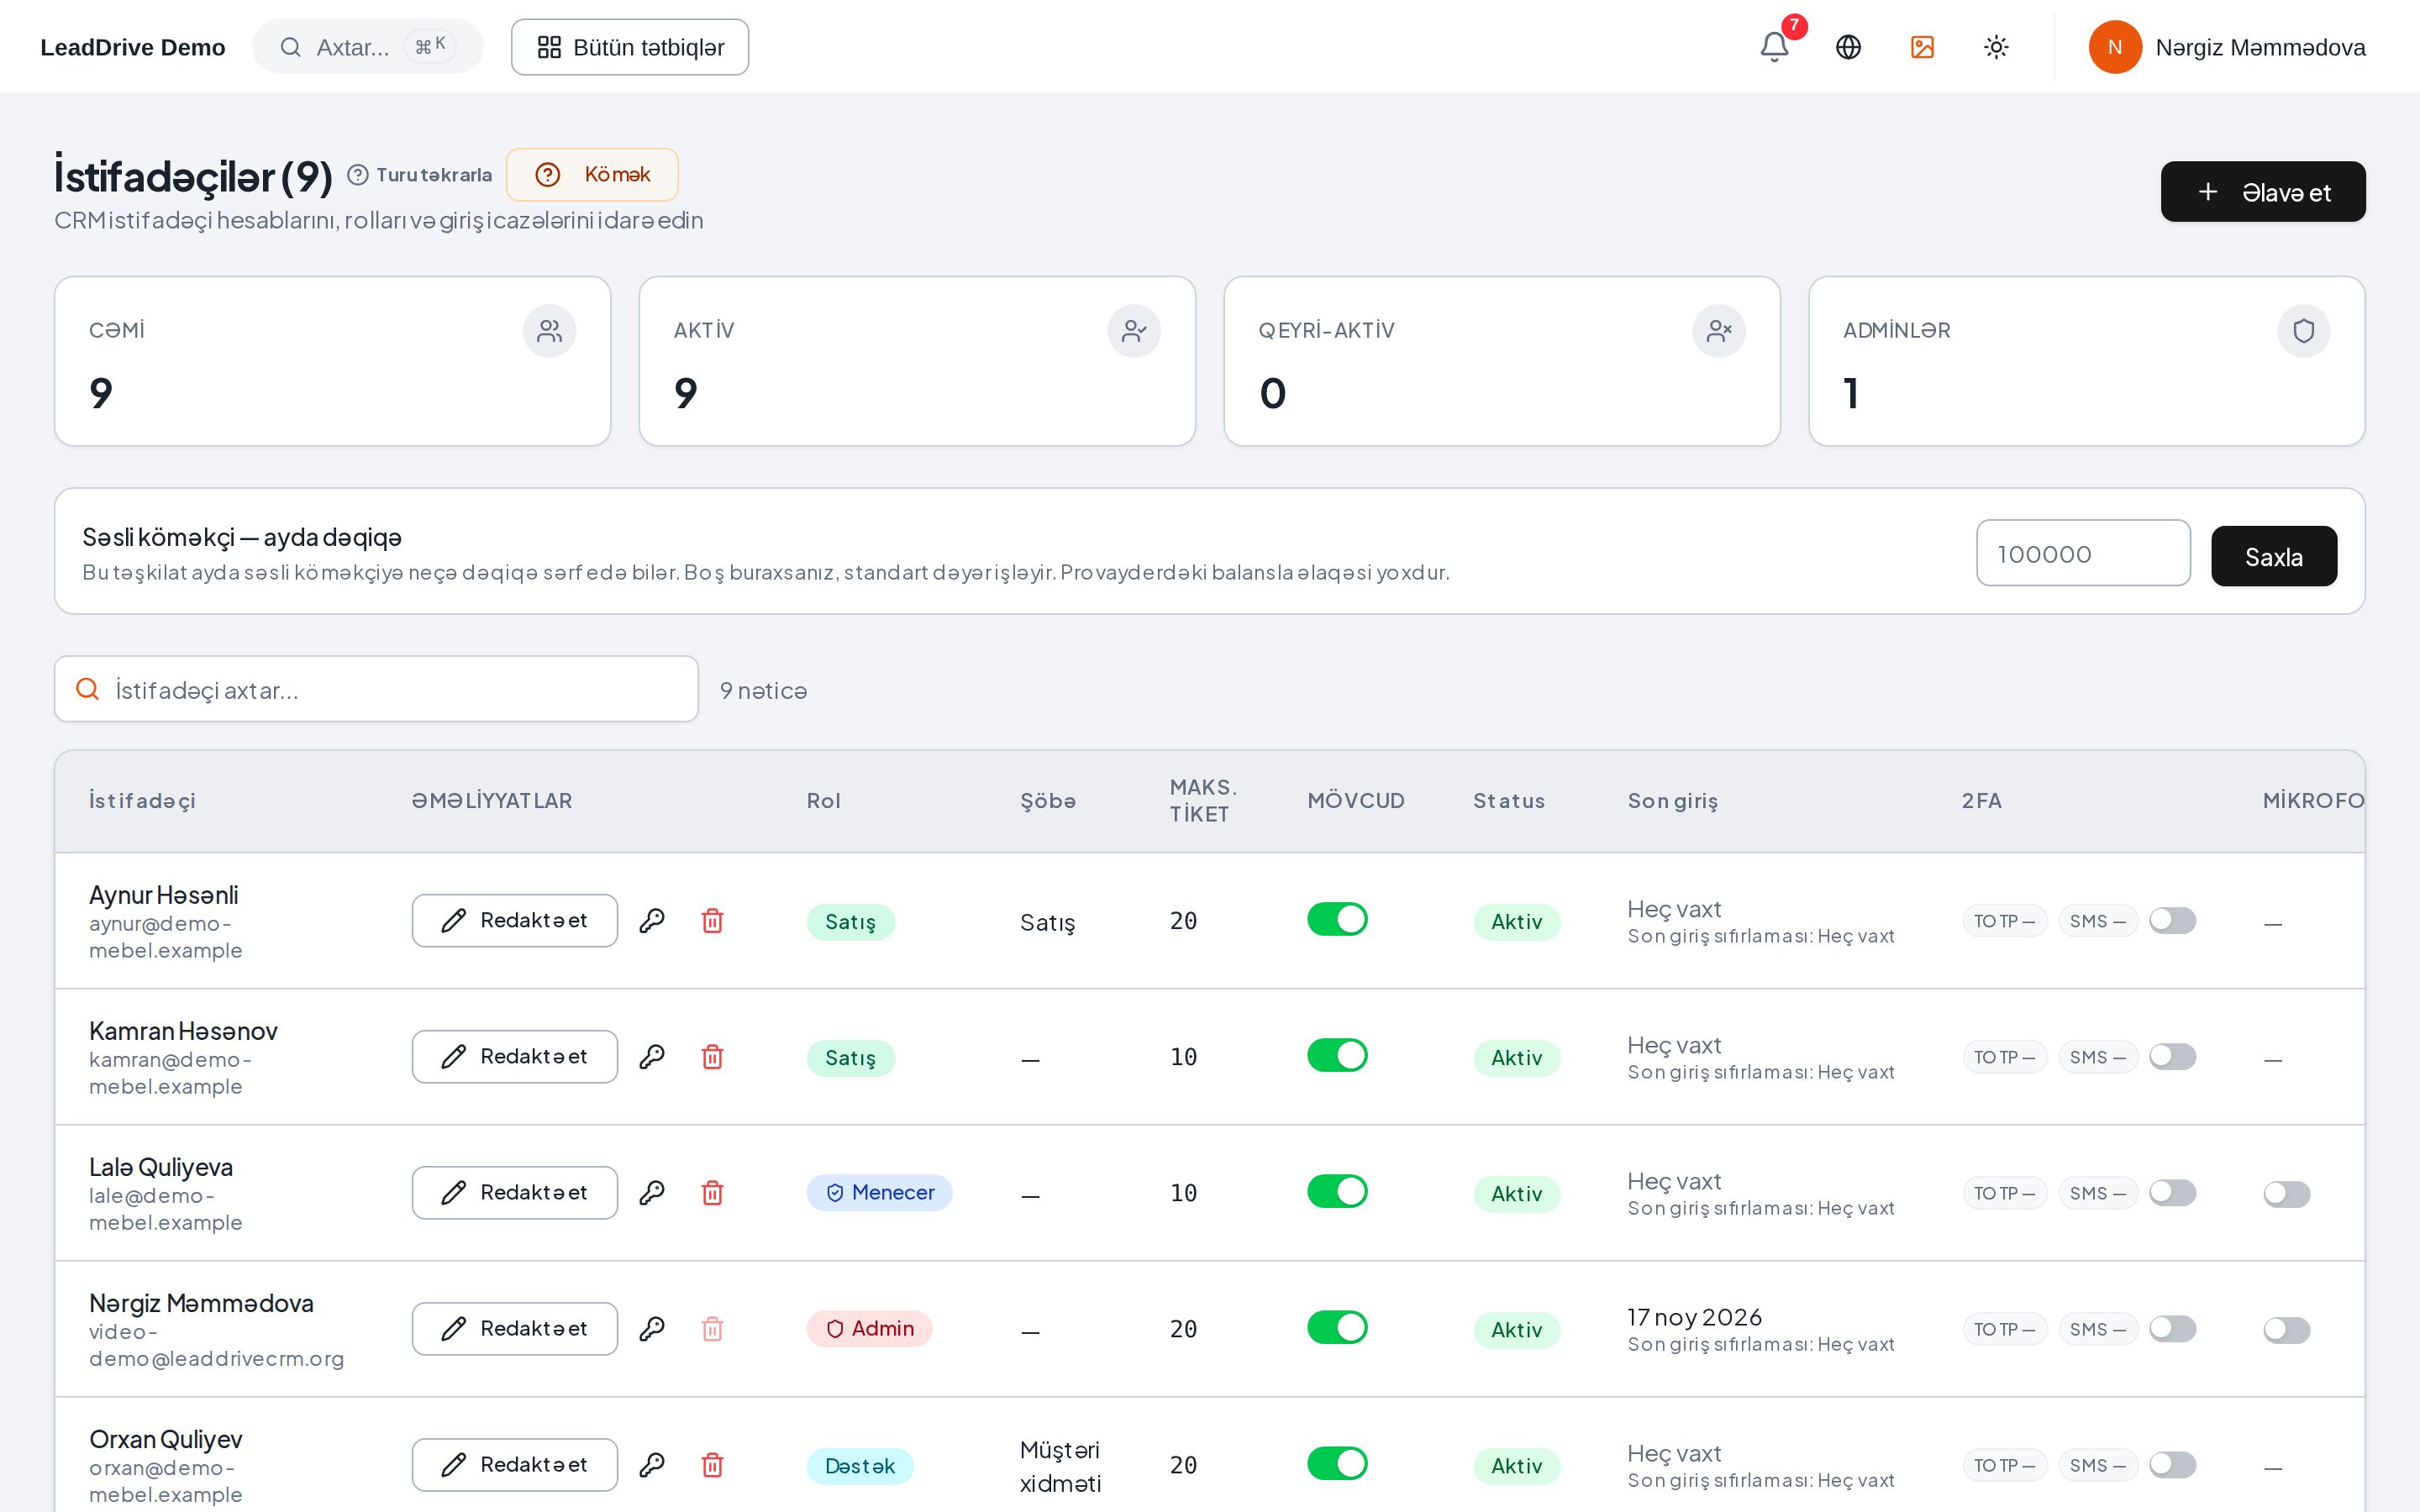 LeadDrive Demo
Axtar... ⌘K
Bütün tətbiqlər
7
N
Nərgiz Məmmədova
İstifadəçilər (9)
Turu təkrarla
Kömək
CRM istifadəçi hesablarını, rolları və giriş icazələrini idarə edin
Əlavə et
CƏMİ
9
AKTİV
9
QEYRİ-AKTİV
0
ADMİNLƏR
1
Səsli köməkçi — ayda dəqiqə
Bu təşkilat ayda səsli köməkçiyə neçə dəqiqə sərf edə bilər. Boş buraxsanız, standart dəyər işləyir. Provayderdəki balansla əlaqəsi yoxdur.
100000
Saxla
İstifadəçi axtar...
9 nəticə
İstifadəçi ƏMƏLİYYATLAR Rol Şöbə MAKS. TİKET MÖVCUD Status Son giriş 2FA MİKROFO
Aynur Həsənli
aynur@demo-
mebel.example
Redaktə et
Satış
Satış
20
Aktiv
Heç vaxt
Son giriş sıfırlaması: Heç vaxt
TOTP —
SMS —
—
Kamran Həsənov
kamran@demo-
mebel.example
Redaktə et
Satış
—
10
Aktiv
Heç vaxt
Son giriş sıfırlaması: Heç vaxt
TOTP —
SMS —
—
Lalə Quliyeva
lale@demo-
mebel.example
Redaktə et
Menecer
—
10
Aktiv
Heç vaxt
Son giriş sıfırlaması: Heç vaxt
TOTP —
SMS —
Nərgiz Məmmədova
video-
demo@leaddrivecrm.org
Redaktə et
Admin
—
20
Aktiv
17 noy 2026
Son giriş sıfırlaması: Heç vaxt
TOTP —
SMS —
Orxan Quliyev
orxan@demo-
mebel.example
Redaktə et
Dəstək
Müştəri
xidməti
20
Aktiv
Heç vaxt
Son giriş sıfırlaması: Heç vaxt
TOTP —
SMS —
—